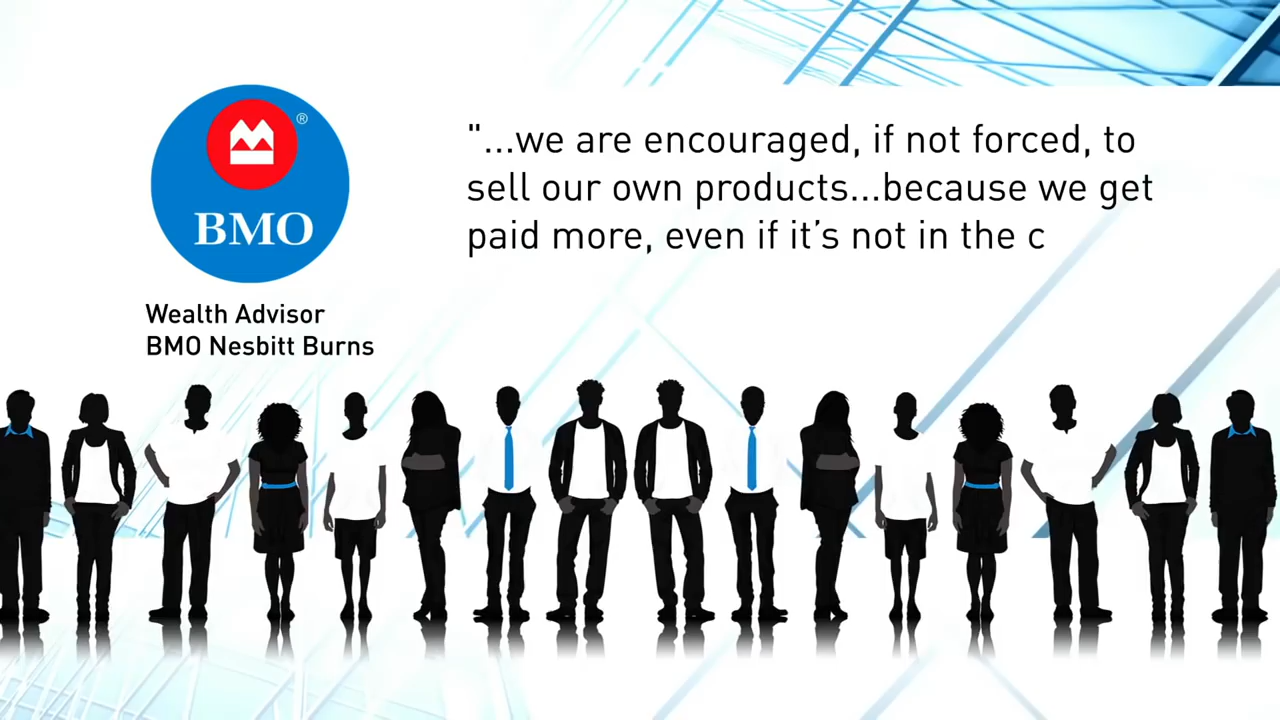 ®
BMO
Wealth Advisor
BMO Nesbitt Burns
"...we are encouraged, if not forced, to
sell our own products...because we get
paid more, even if it’s not in the c